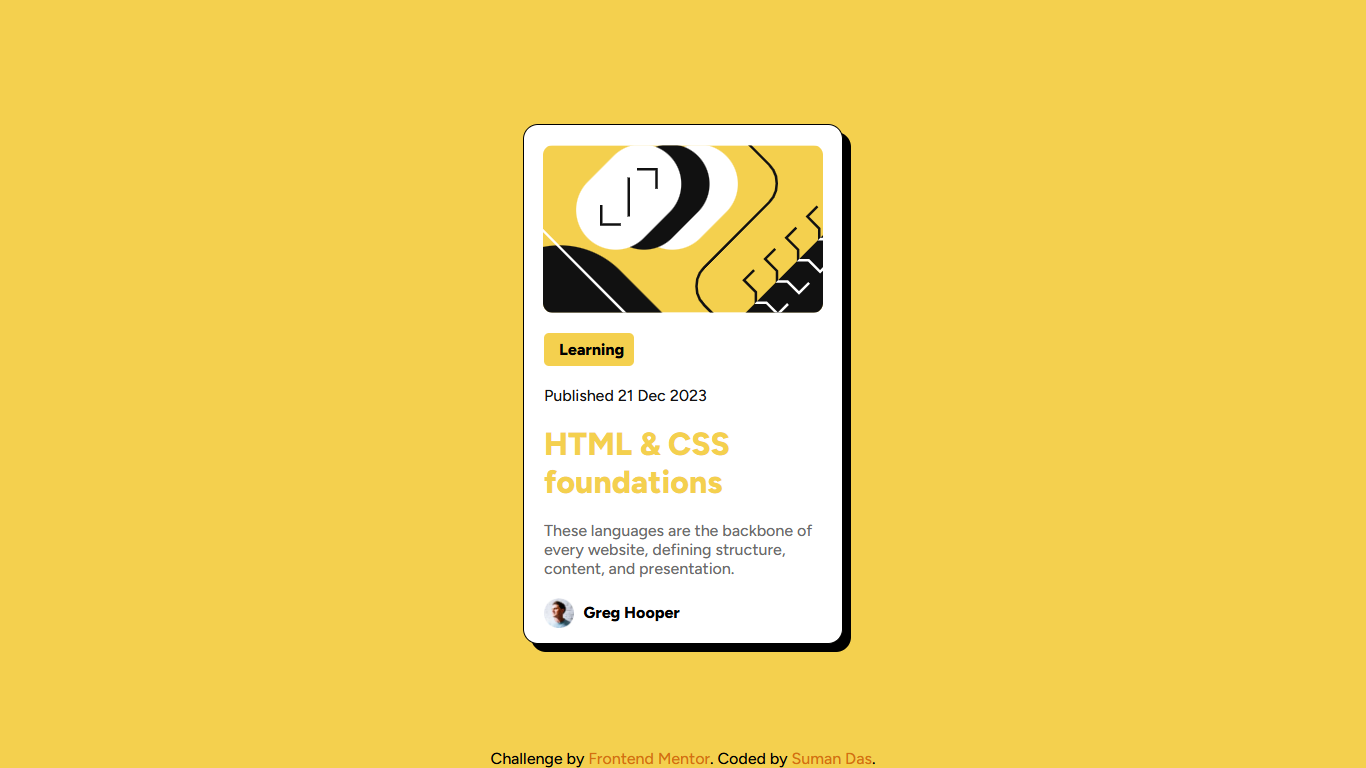 Learning
Published 21 Dec 2023
HTML & CSS
foundations
These languages are the backbone of
every website, defining structure,
content, and presentation.
Greg Hooper
Challenge by Frontend Mentor. Coded by Suman Das.